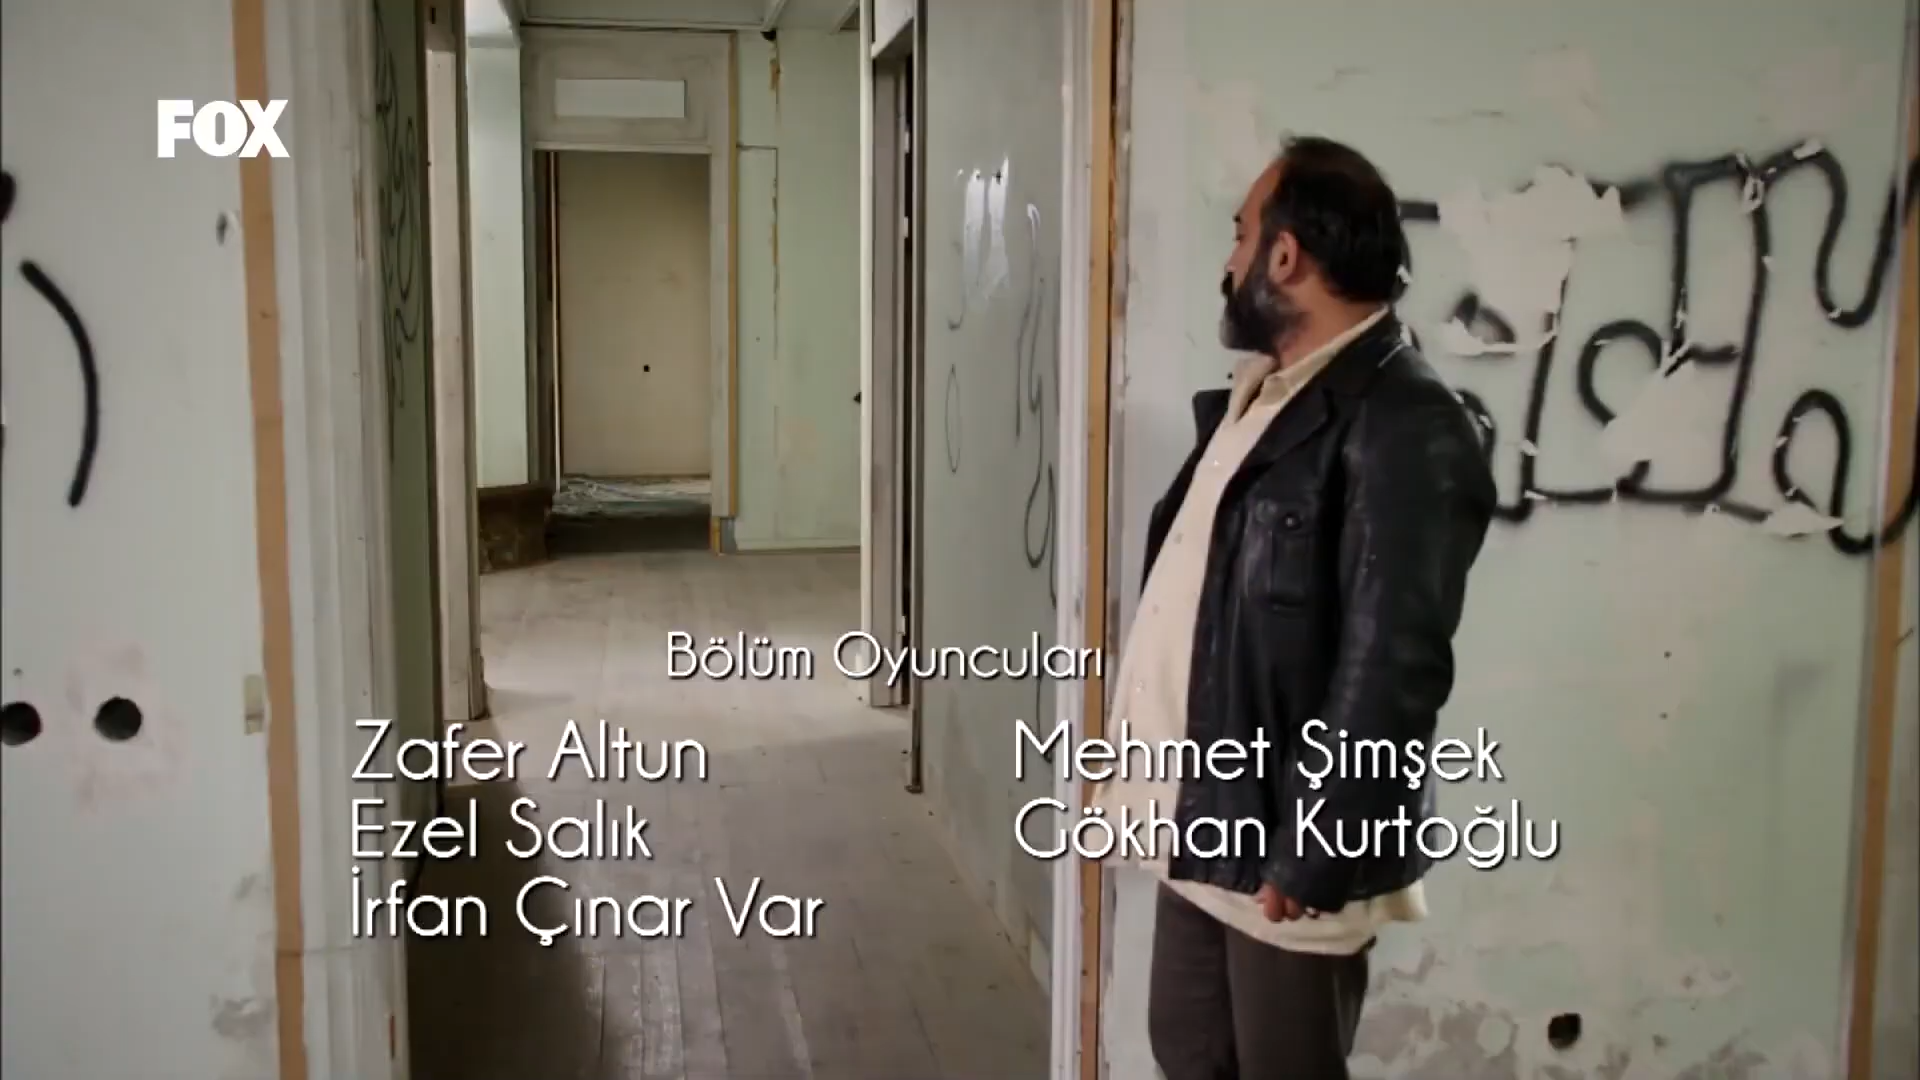 FOX
Bölüm Oyuncuları
Zafer Altun
Mehmet Şimşek
Ezel Salık
Gökhan Kurtoğlu
İrfan Çınar Var